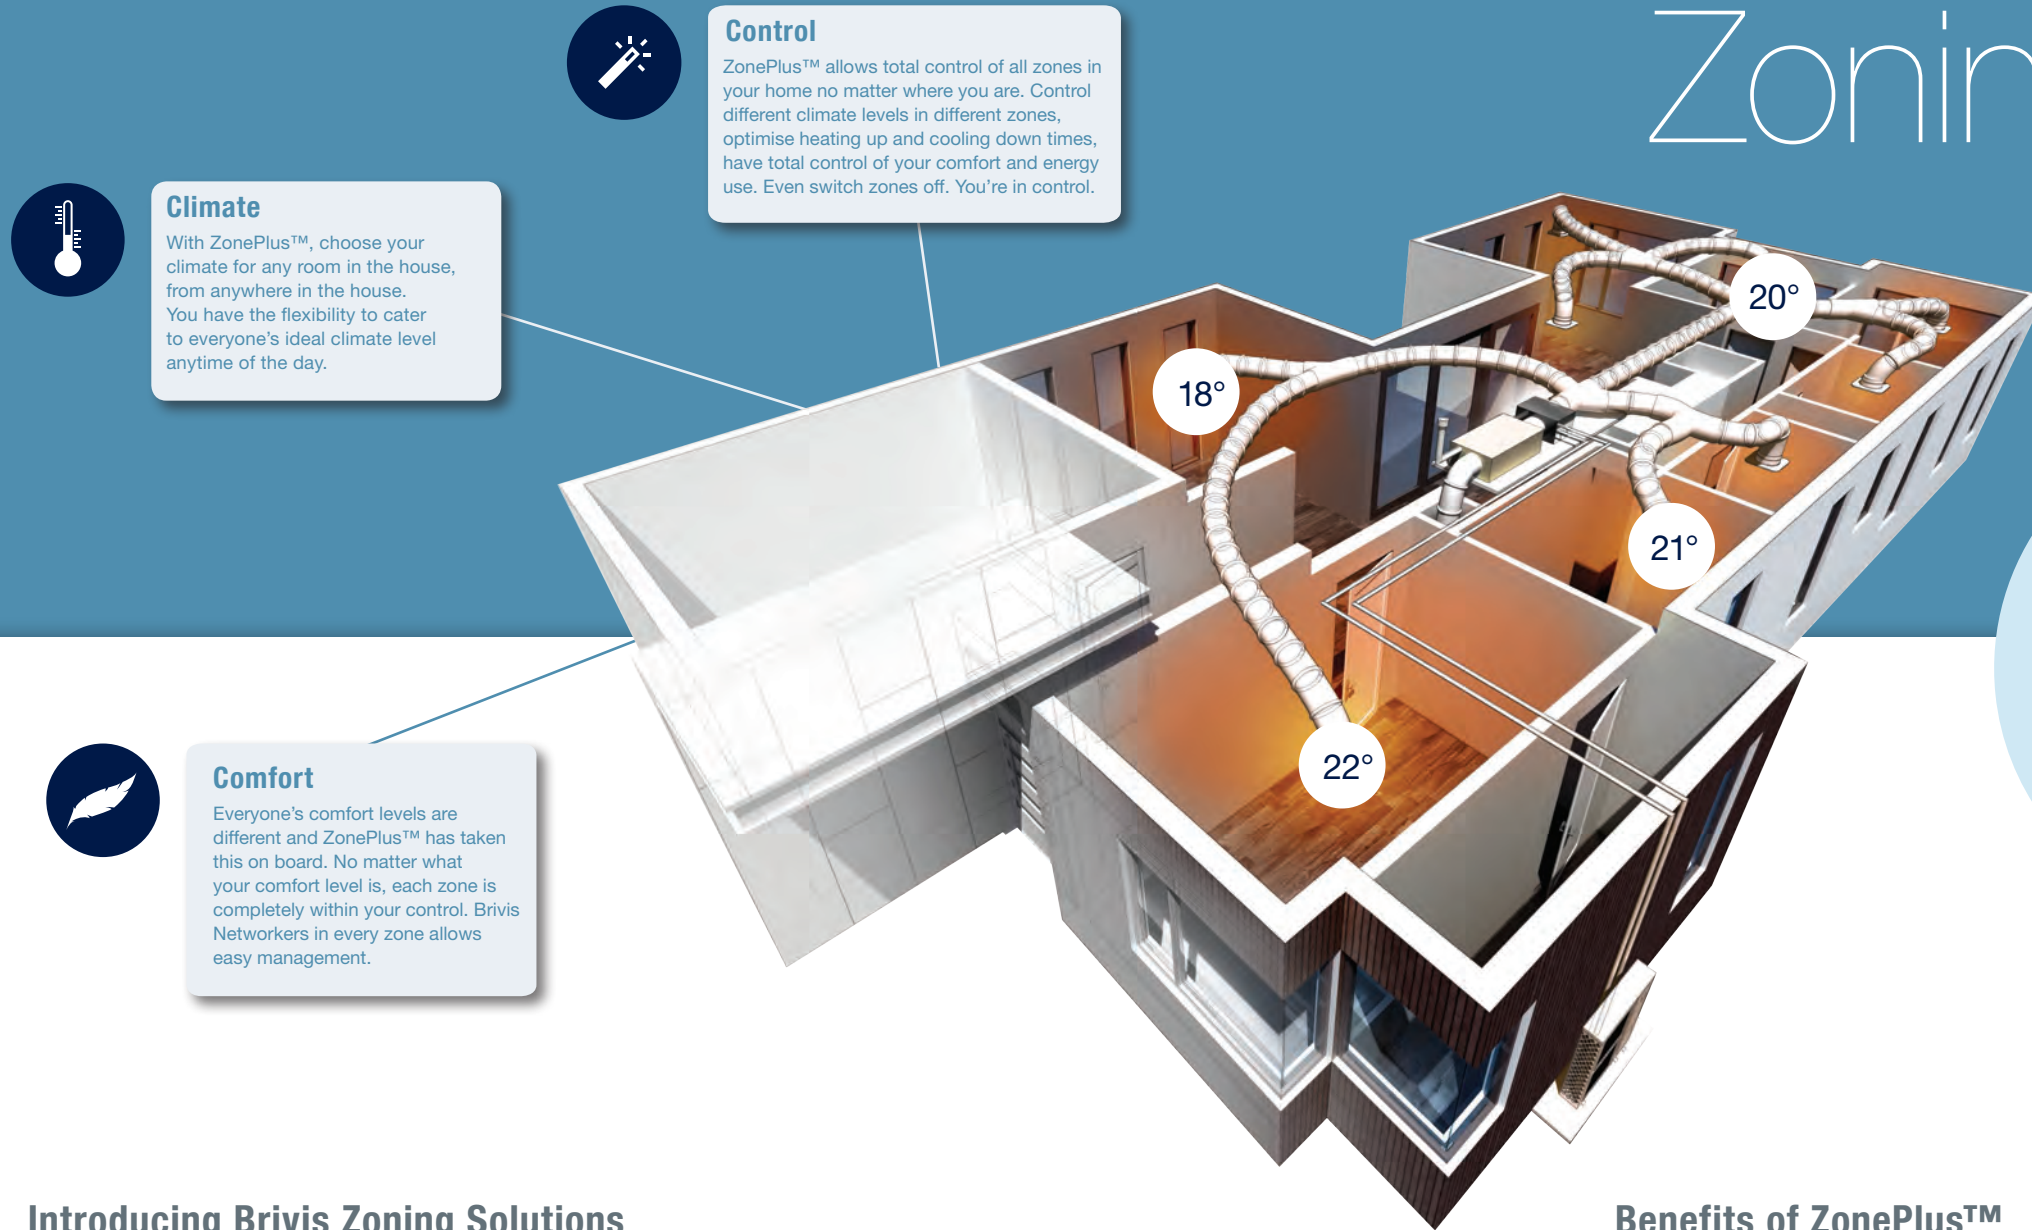 Control
ZonePlus™ allows total control of all zones in
your home no matter where you are. Control
different climate levels in different zones,
optimise heating up and cooling down times,
have total control of your comfort and energy
use. Even switch zones off. You’re in control.
Zonin
Climate
With ZonePlus™, choose your
climate for any room in the house,
from anywhere in the house.
You have the flexibility to cater
to everyone’s ideal climate level
anytime of the day.
20°
18°
21°
22°
Comfort
Everyone’s comfort levels are
different and ZonePlus™ has taken
this on board. No matter what
your comfort level is, each zone is
completely within your control. Brivis
Networkers in every zone allows
easy management.
Introducing Brivis Zoning Solutions
Benefits of ZonePlus™